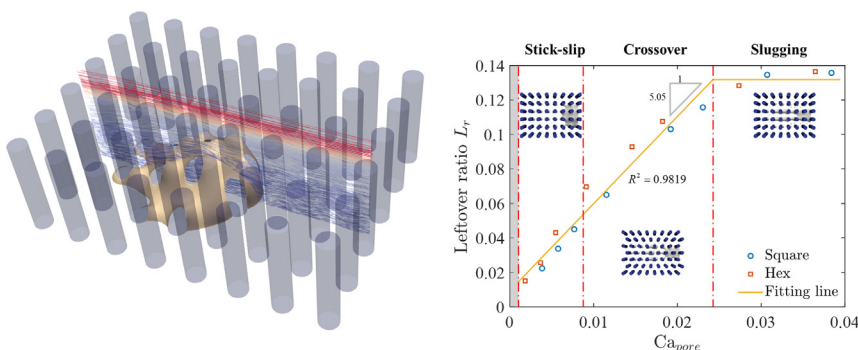 Stick-slip Crossover Slugging
0.14
0.12
0.1
0.08
0.06
0.04
0.02
0
Leftover ratio L_r
1
5.05
R² = 0.9819
Square
Hex
Fitting line
0 0.01 0.02 0.03 0.04
Ca_pore